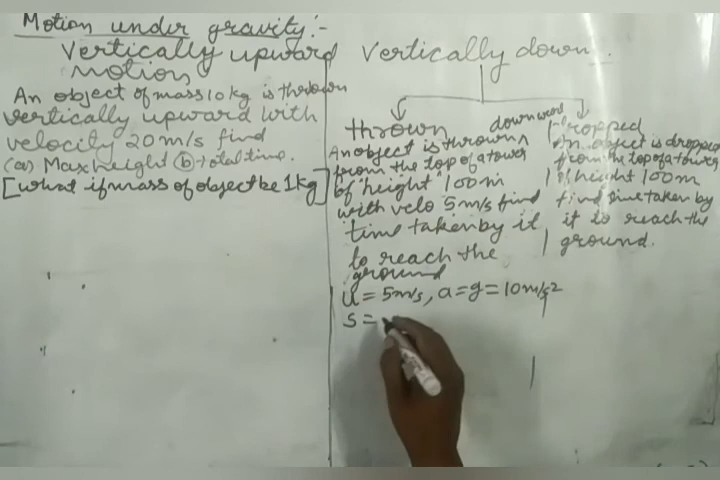 Motion under gravity:-
Vertically upward
motion
An object of mass 10 kg is thrown
vertically upward with
velocity 20 m/s find
(a) Max height (b) total time.
[what if mass of object be 1kg]
Vertically down.
thrown
downward
An object is thrown ^
from the top of a tower
of "height" 100 m
with velo 5 m/s find
time taken by it
to reach the
ground
u = 5m/s, a = g = 10m/s2
s =
Dropped
An object is dropped
from the top of a tower
of height 100 m
find time taken by
it to reach the
ground.